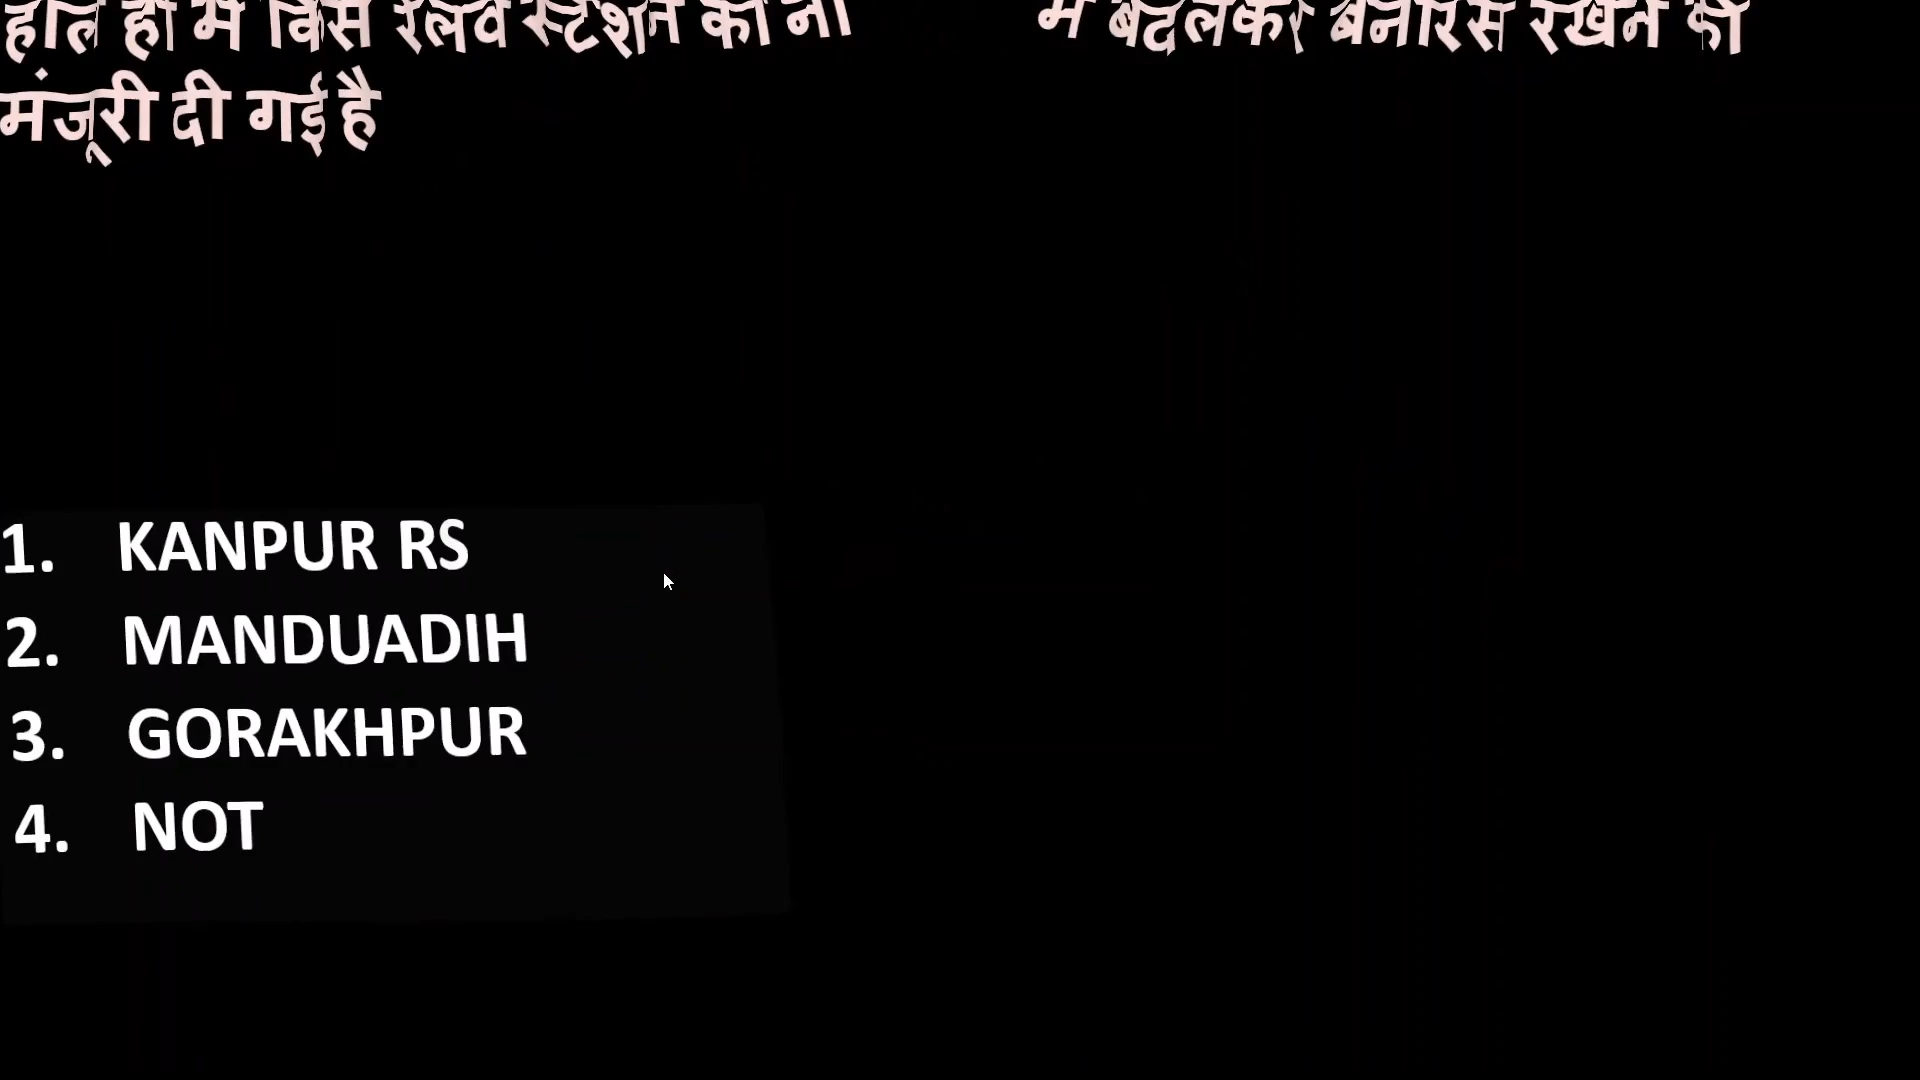 हाल ही में किस रेलवे स्टेशन का ना में बदलकर बनारस रखने की
मंजूरी दी गई है
1. KANPUR RS
2. MANDUADIH
3. GORAKHPUR
4. NOT